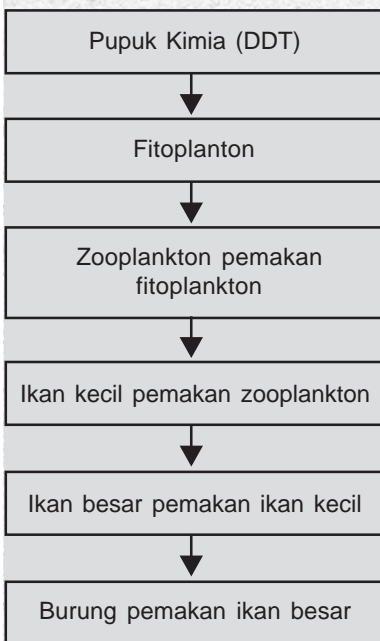 Pupuk Kimia (DDT)
Fitoplanton
Zooplankton pemakan
fitoplankton
Ikan kecil pemakan zooplankton
Ikan besar pemakan ikan kecil
Burung pemakan ikan besar